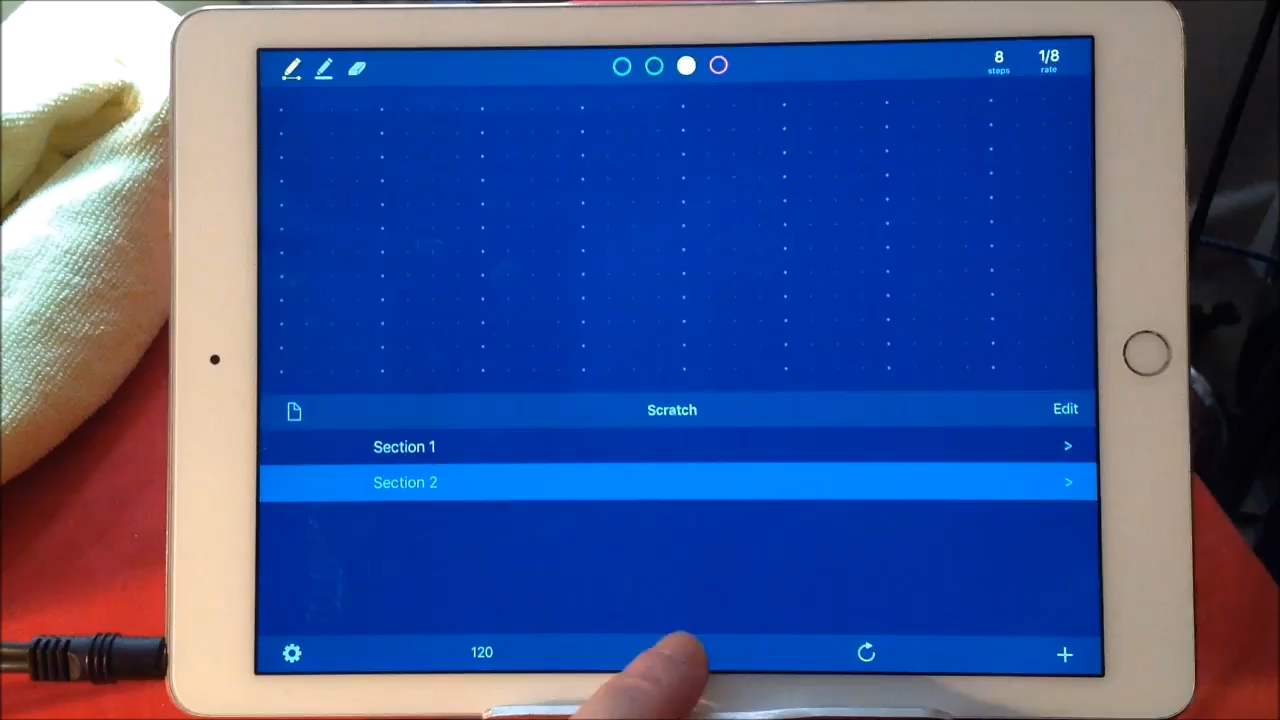 8 1/8
steps rate
Scratch Edit
Section 1 >
Section 2 >
120